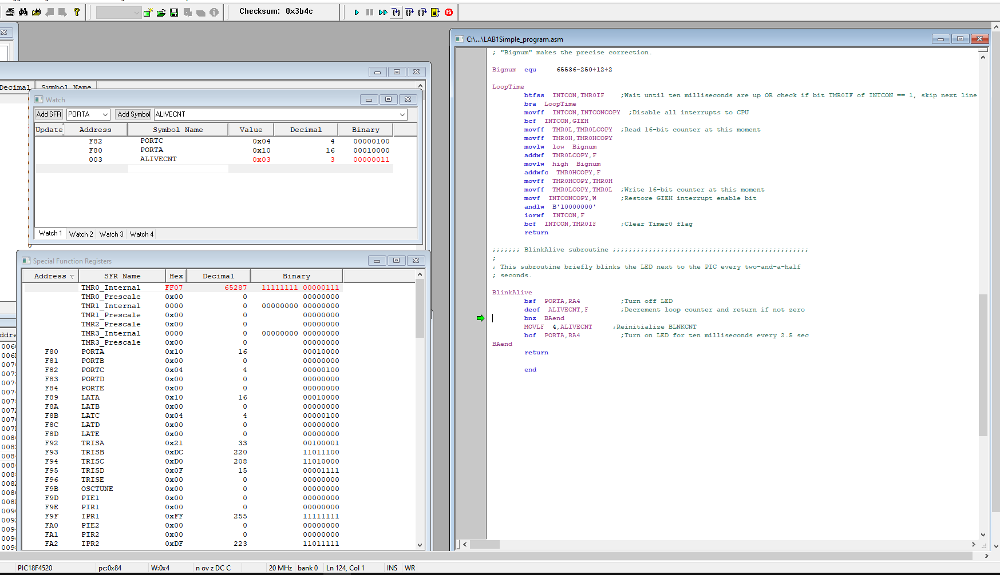 Checksum: 0x3b4c
Decimal Symbol Name
Watch
Add SFR PORTA Add Symbol ALIVECNT
Update Address Symbol Name Value Decimal Binary
F82 PORTC 0x04 4 00000100
F80 PORTA 0x10 16 00010000
003 ALIVECNT 0x03 3 00000011
Watch 1 Watch 2 Watch 3 Watch 4
Special Function Registers
Address SFR Name Hex Decimal Binary
TMR0_Internal FF07 65287 11111111 00000111
TMR0_Prescale 0x00 0 00000000
TMR1_Internal 0000 0 00000000 00000000
TMR1_Prescale 0x00 0 00000000
TMR2_Prescale 0x00 0 00000000
TMR3_Internal 0000 0 00000000 00000000
TMR3_Prescale 0x00 0 00000000
F80 PORTA 0x10 16 00010000
F81 PORTB 0x00 0 00000000
F82 PORTC 0x04 4 00000100
F83 PORTD 0x00 0 00000000
F84 PORTE 0x00 0 00000000
F89 LATA 0x10 16 00010000
F8A LATB 0x00 0 00000000
F8B LATC 0x04 4 00000100
F8C LATD 0x00 0 00000000
F8D LATE 0x00 0 00000000
F92 TRISA 0x21 33 00100001
F93 TRISB 0xDC 220 11011100
F94 TRISC 0xD0 208 11010000
F95 TRISD 0x0F 15 00001111
F96 TRISE 0x00 0 00000000
F9B OSCTUNE 0x00 0 00000000
F9D PIE1 0x00 0 00000000
F9E PIR1 0x00 0 00000000
F9F IPR1 0xFF 255 11111111
FA0 PIE2 0x00 0 00000000
FA1 PIR2 0x00 0 00000000
FA2 IPR2 0xDF 223 11011111
C:\...\LAB1Simple_program.asm
; "Bignum" makes the precise correction.
Bignum equ 65536-250+12+2
LoopTime
btfss INTCON,TMR0IF ;Wait until ten milliseconds are up OR check if bit TMR0IF of INTCON == 1, skip next line
bra LoopTime
movff INTCON,INTCONCOPY ;Disable all interrupts to CPU
bcf INTCON,GIEH
movff TMR0L,TMR0LCOPY ;Read 16-bit counter at this moment
movff TMR0H,TMR0HCOPY
movlw low Bignum
addwf TMR0LCOPY,F
movlw high Bignum
addwfc TMR0HCOPY,F
movff TMR0HCOPY,TMR0H
movff TMR0LCOPY,TMR0L ;Write 16-bit counter at this moment
movf INTCONCOPY,W ;Restore GIEH interrupt enable bit
andlw B'10000000'
iorwf INTCON,F
bcf INTCON,TMR0IF ;Clear Timer0 flag
return
;;;;;;; BlinkAlive subroutine ;;;;;;;;;;;;;;;;;;;;;;;;;;;;;;;;;;;;;;;;;;;;;;;;;
;
; This subroutine briefly blinks the LED next to the PIC every two-and-a-half
; seconds.
BlinkAlive
bsf PORTA,RA4 ;Turn off LED
decf ALIVECNT,F ;Decrement loop counter and return if not zero
bnz BAend
MOVLF 4,ALIVECNT ;Reinitialize BLNKCNT
bcf PORTA,RA4 ;Turn on LED for ten milliseconds every 2.5 sec
BAend
return
end
PIC18F4520 pc:0x84 W:0x4 n ov z DC C 20 MHz bank 0 Ln 124, Col 1 INS WR